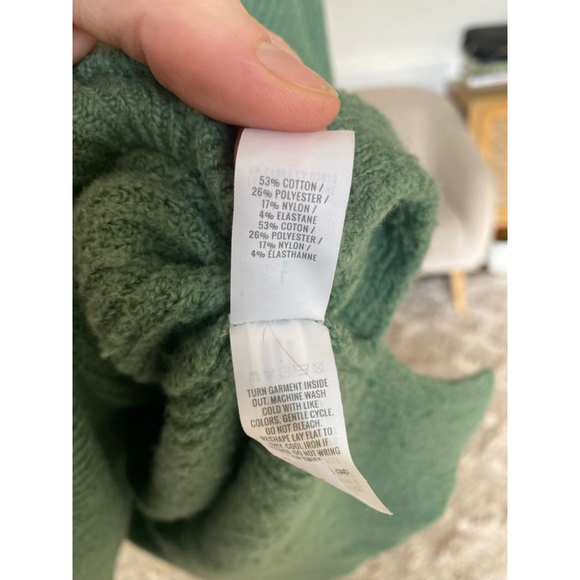 53% COTTON /
26% POLYESTER /
17% NYLON /
4% ELASTANE
53% COTON /
26% POLYESTER /
17% NYLON /
4% ÉLASTHANNE
TURN GARMENT INSIDE
OUT. MACHINE WASH
COLD WITH LIKE
COLORS, GENTLE CYCLE.
DO NOT BLEACH.
RESHAPE LAY FLAT TO
DRY. COOL IRON IF
DO NOT WRING